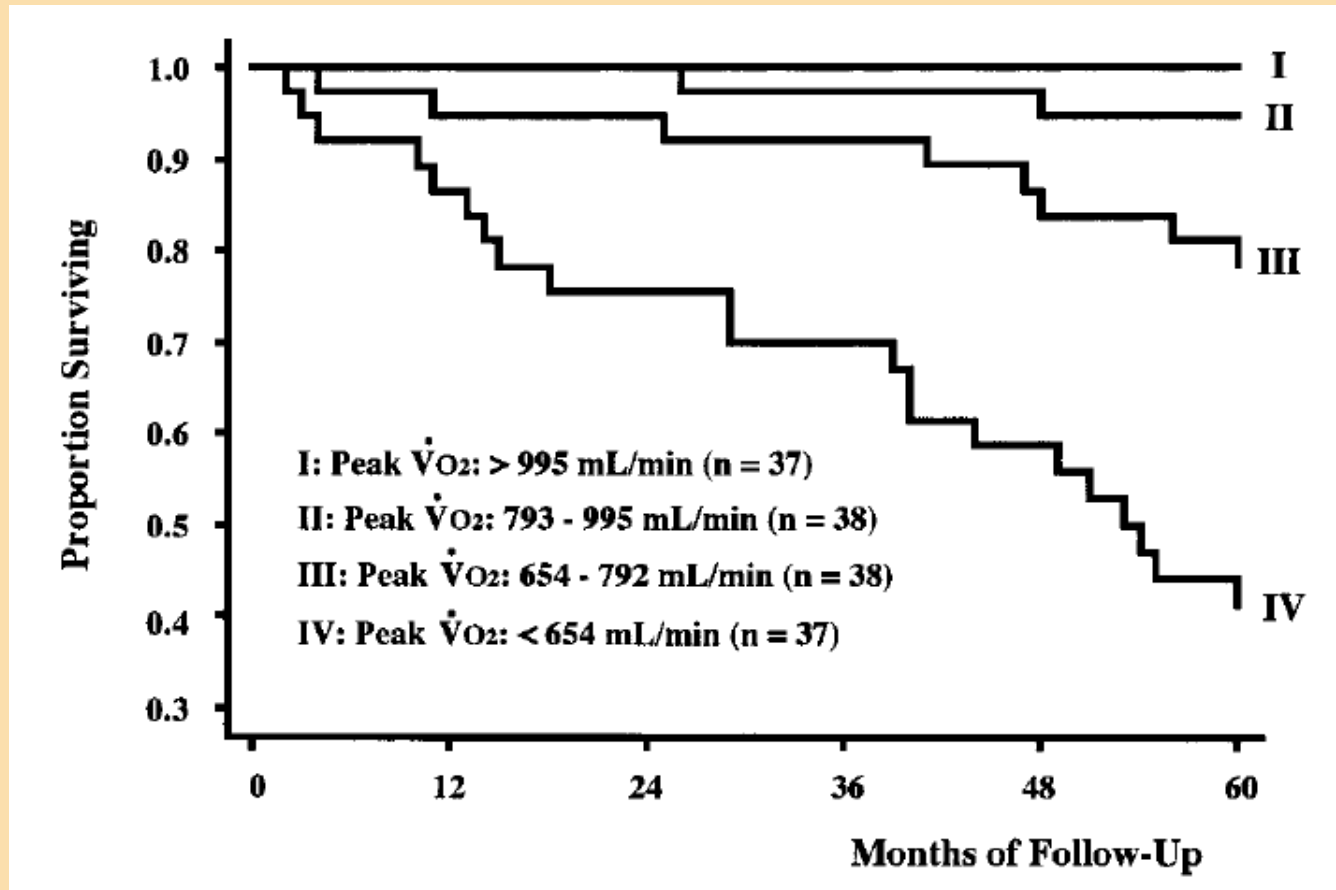 Proportion Surviving
1.0
0.9
0.8
0.7
0.6
0.5
0.4
0.3
I
II
III
IV
I: Peak V̇O2: > 995 mL/min (n = 37)
II: Peak V̇O2: 793 - 995 mL/min (n = 38)
III: Peak V̇O2: 654 - 792 mL/min (n = 38)
IV: Peak V̇O2: < 654 mL/min (n = 37)
0 12 24 36 48 60
Months of Follow-Up